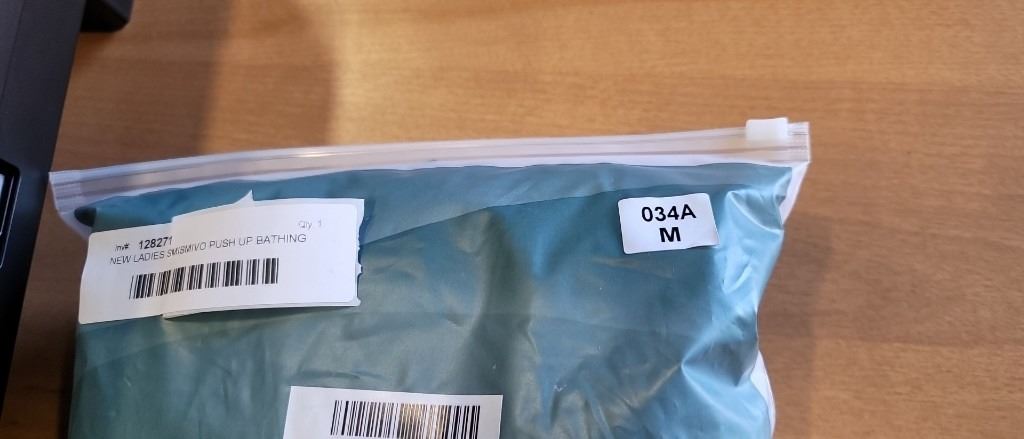 Inv# 128271 Qty. 1
NEW LADIES SMISMIVO PUSH UP BATHING
034A
M